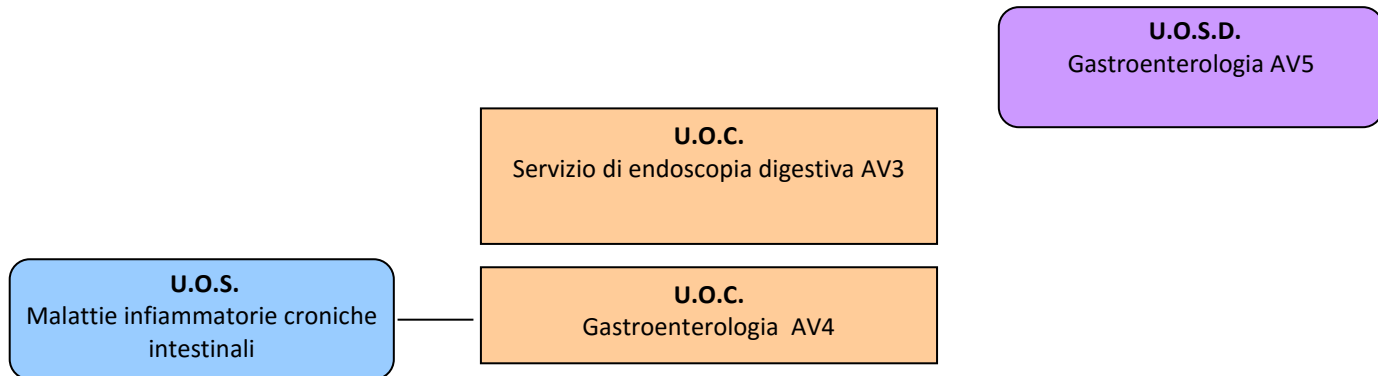 U.O.S.D.
Gastroenterologia AV5
U.O.C.
Servizio di endoscopia digestiva AV3
U.O.S.
Malattie infiammatorie croniche
intestinali
U.O.C.
Gastroenterologia AV4